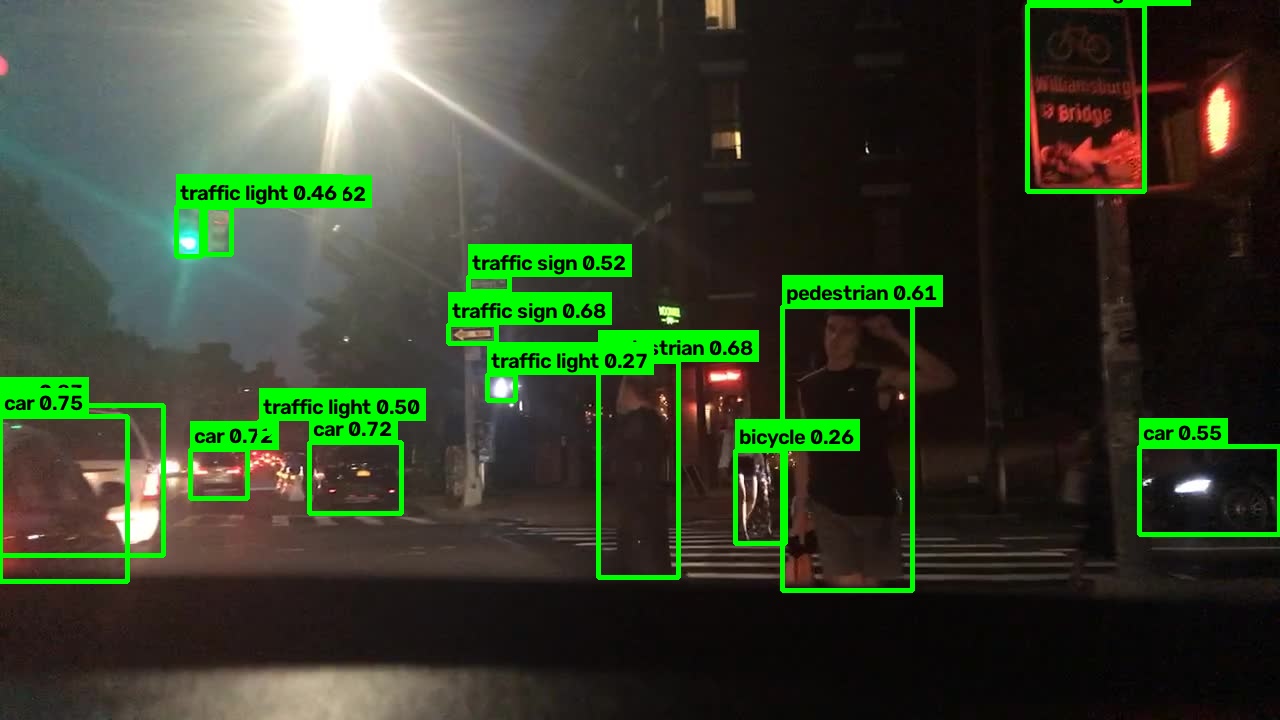 Williamsburg
Bridge
traffic light 0.46
62
traffic sign 0.52
pedestrian 0.61
traffic sign 0.68
strian 0.68
traffic light 0.27
car 0.75
traffic light 0.50
car 0.72
car 0.72
bicycle 0.26
car 0.55